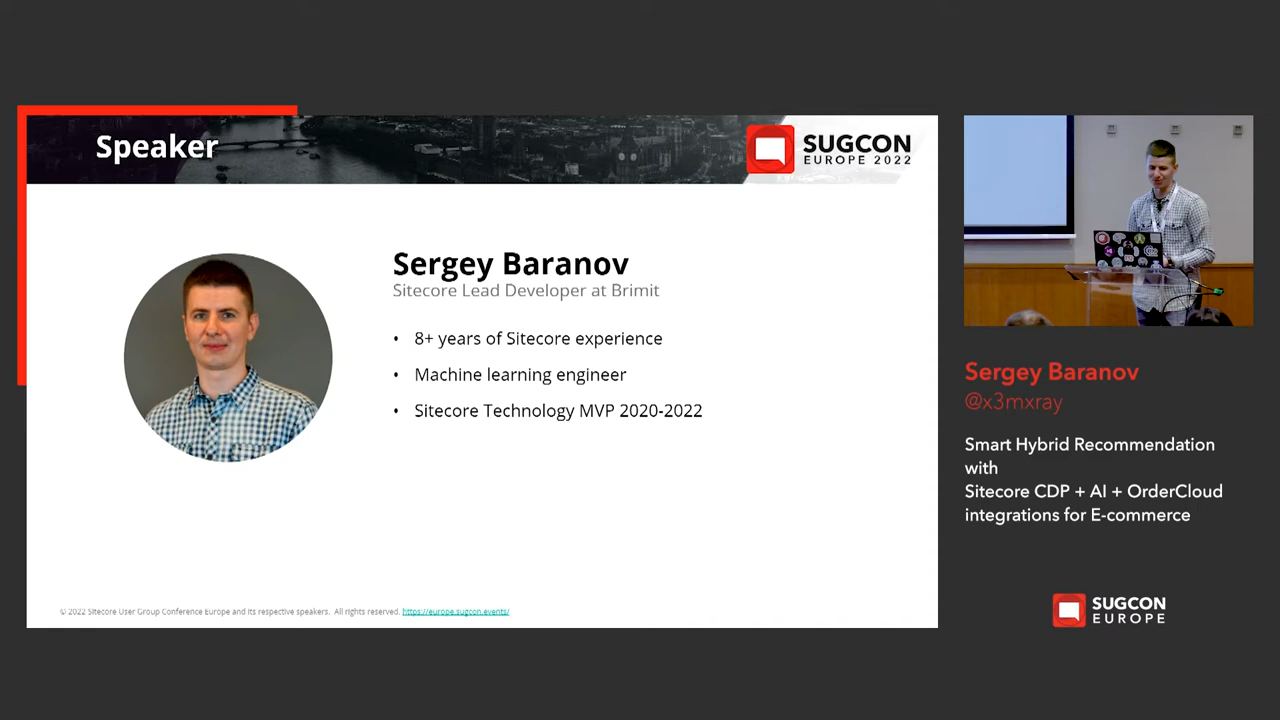 Speaker
SUGCON
EUROPE 2022
Sergey Baranov
Sitecore Lead Developer at Brimit
• 8+ years of Sitecore experience
• Machine learning engineer
• Sitecore Technology MVP 2020-2022
© 2022 Sitecore User Group Conference Europe and its respective speakers. All rights reserved. https://europe.sugcon.events/
Sergey Baranov
@x3mxray
Smart Hybrid Recommendation
with
Sitecore CDP + AI + OrderCloud
integrations for E-commerce
SUGCON
EUROPE